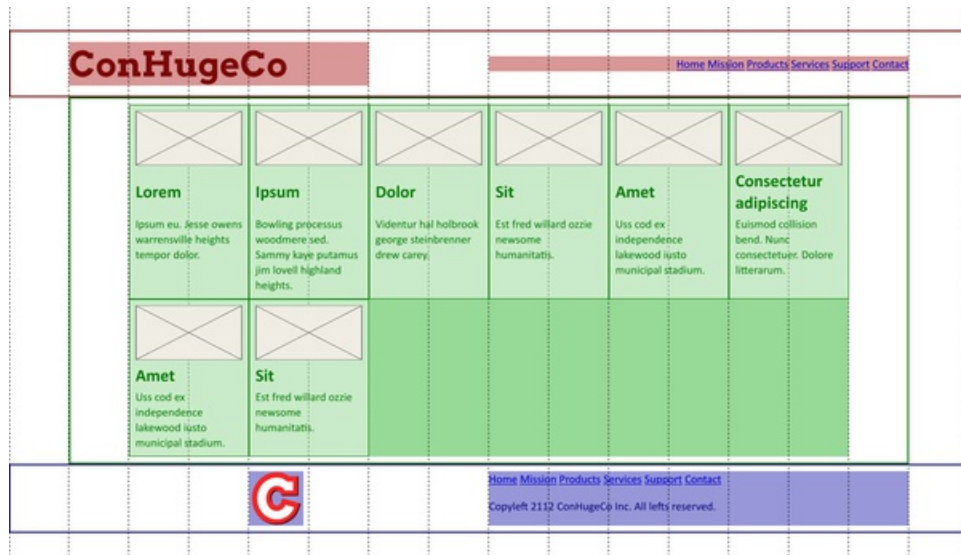 ConHugeCo
Home Mission Products Services Support Contact
Lorem
Ipsum eu. Jesse owens
warrensville heights
tempor dolor.
Ipsum
Bowling processus
woodmere sed.
Sammy kaye putamus
jim lovell highland
heights.
Dolor
Videntur hal holbrook
george steinbrenner
drew carey.
Sit
Est fred willard ozzie
newsome
humanitatis.
Amet
Uss cod ex
independence
lakewood iusto
municipal stadium.
Consectetur
adipiscing
Euismod collision
bend. Nunc
consectetuer. Dolore
litterarum.
Amet
Uss cod ex
independence
lakewood iusto
municipal stadium.
Sit
Est fred willard ozzie
newsome
humanitatis.
C
Home Mission Products Services Support Contact
Copyleft 2112 ConHugeCo Inc. All lefts reserved.